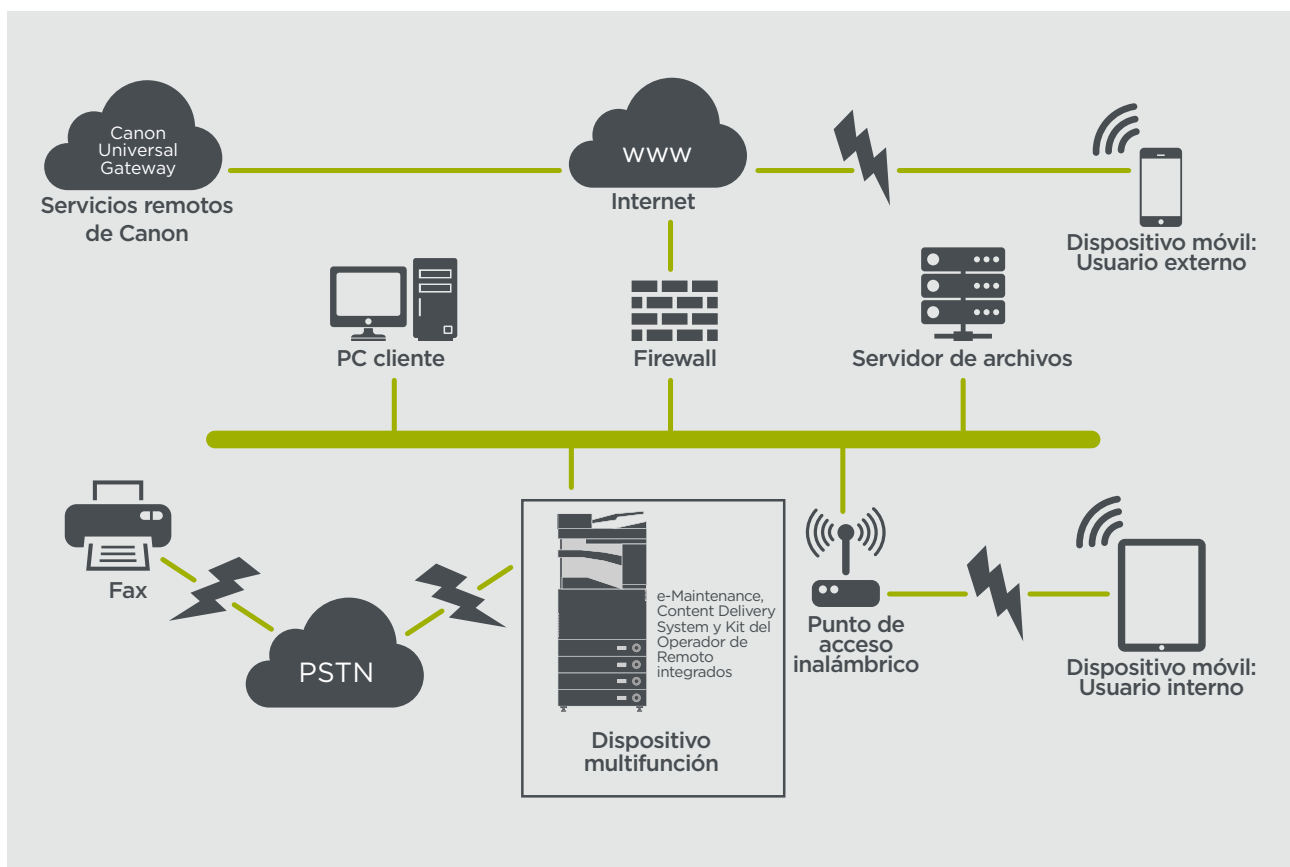 Canon
Universal
Gateway
Servicios remotos
de Canon
WWW
Internet
Dispositivo móvil:
Usuario externo
PC cliente
Firewall
Servidor de archivos
Fax
PSTN
e-Maintenance,
Content Delivery
System y Kit del
Operador de
Remoto
integrados
Dispositivo
multifunción
Punto de
acceso
inalámbrico
Dispositivo móvil:
Usuario interno